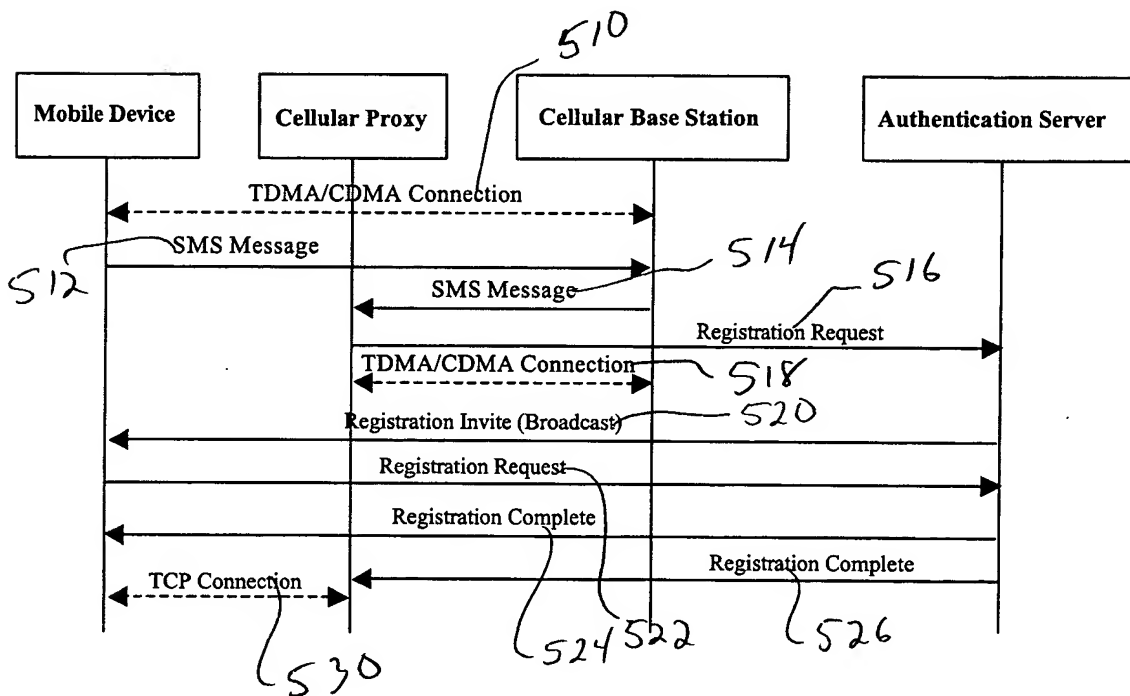 510
Mobile Device
Cellular Proxy
Cellular Base Station
Authentication Server
TDMA/CDMA Connection
SMS Message
512
514
SMS Message
516
Registration Request
TDMA/CDMA Connection
518
Registration Invite (Broadcast)
520
Registration Request
Registration Complete
Registration Complete
TCP Connection
524
522
526
530